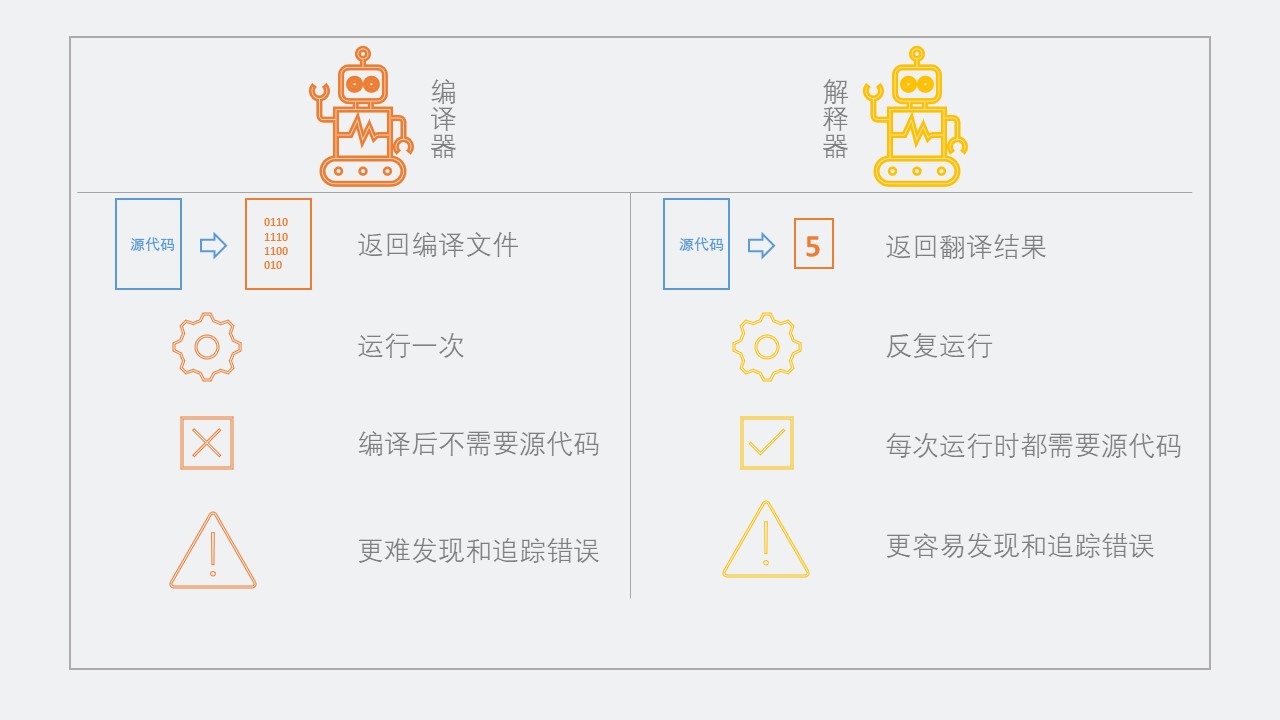 编译器
解释器
源代码
0110
1110
1100
010
返回编译文件
源代码
5
返回翻译结果
运行一次
反复运行
编译后不需要源代码
每次运行时都需要源代码
更难发现和追踪错误
更容易发现和追踪错误